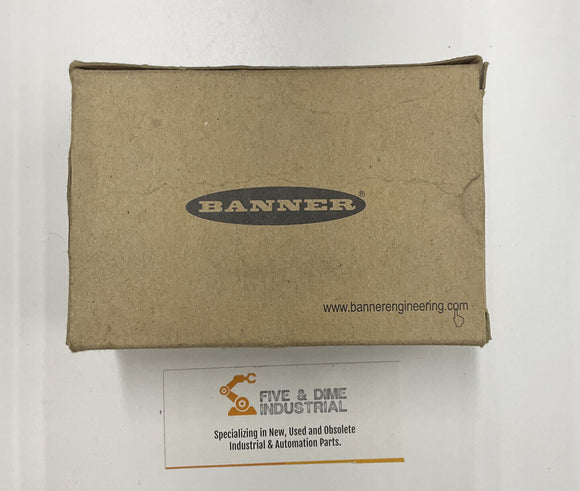 BANNER®
www.bannerengineering.com
FIVE & DIME
INDUSTRIAL
Specializing in New, Used and Obsolete
Industrial & Automation Parts.